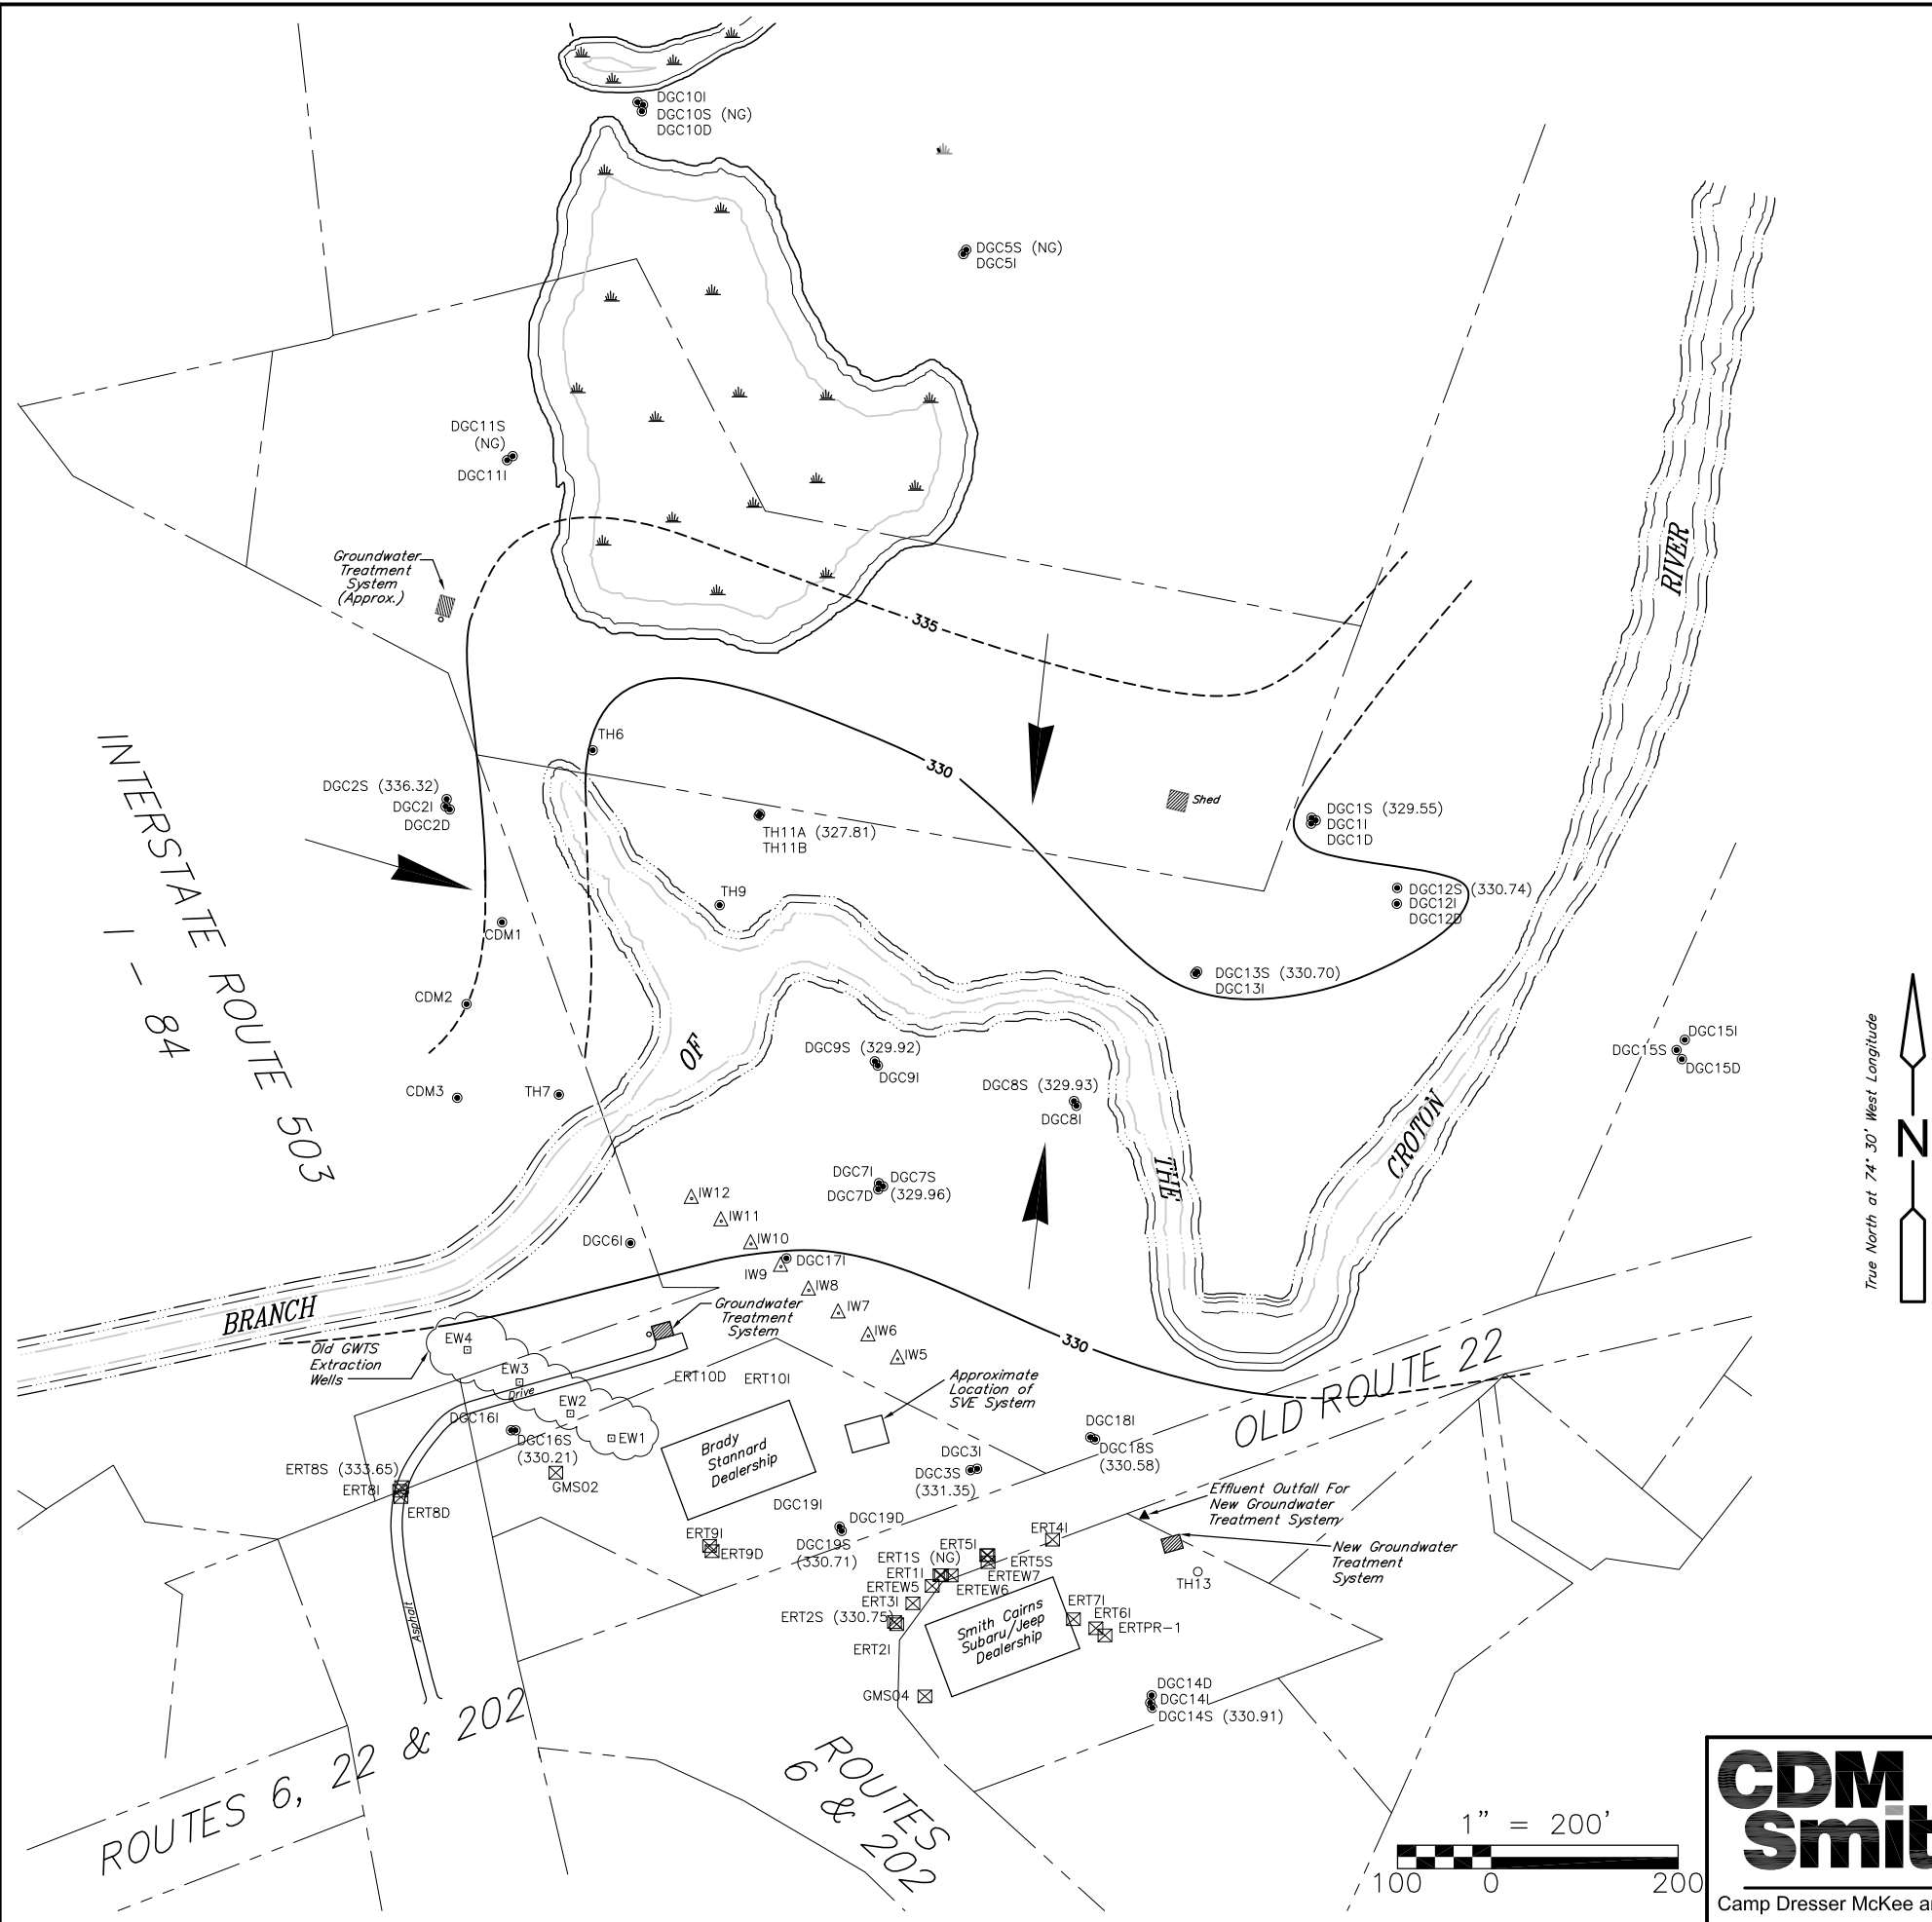 DGC10I
DGC10S (NG)
DGC10D
DGC5S (NG)
DGC5I
DGC11S
(NG)
DGC11I
Groundwater
Treatment
System
(Approx.)
335
RIVER
TH6
330
DGC2S (336.32)
DGC2I
DGC2D
TH11A (327.81)
TH11B
Shed
DGC1S (329.55)
DGC1I
DGC1D
TH9
DGC12S (330.74)
DGC12I
DGC12D
CDM1
INTERSTATE ROUTE 503
I - 84
DGC13S (330.70)
DGC13I
CDM2
OF
DGC9S (329.92)
DGC9I
DGC15I
DGC15S
DGC15D
DGC8S (329.93)
DGC8I
CDM3
TH7
CROTON
THE
True North at 74° 30' West Longitude
N
DGC7I
DGC7S
DGC7D
(329.96)
IW12
IW11
DGC6I
IW10
DGC17I
IW9
IW8
IW7
IW6
IW5
BRANCH
Groundwater
Treatment
System
330
Old GWTS
Extraction
Wells
EW4
EW3
Drive
EW2
EW1
ERT10D
ERT10I
Approximate
Location of
SVE System
OLD ROUTE 22
DGC16I
DGC16S
(330.21)
Brady
Stannard
Dealership
DGC18I
DGC18S
(330.58)
DGC3I
DGC3S
(331.35)
ERT8S (333.65)
ERT8I
ERT8D
GMS02
Effluent Outfall For
New Groundwater
Treatment System
DGC19I
DGC19D
DGC19S
(330.71)
ERT9I
ERT9D
ERT4I
ERT5I
ERT5S
ERT1S (NG)
ERT1I
ERTEW7
ERTEW5
ERTEW6
New Groundwater
Treatment
System
TH13
ERT3I
ERT2S (330.75)
ERT2I
Smith Cairns
Subaru/Jeep
Dealership
ERT7I
ERT6I
ERTPR-1
Asphalt
GMS04
DGC14D
DGC14I
DGC14S (330.91)
ROUTES 6, 22 & 202
ROUTES
6 & 202
1" = 200'
100 0 200
CDM
Smit
Camp Dresser McKee a